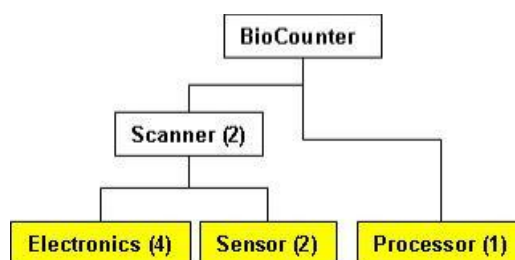 BioCounter
Scanner (2)
Electronics (4)
Sensor (2)
Processor (1)